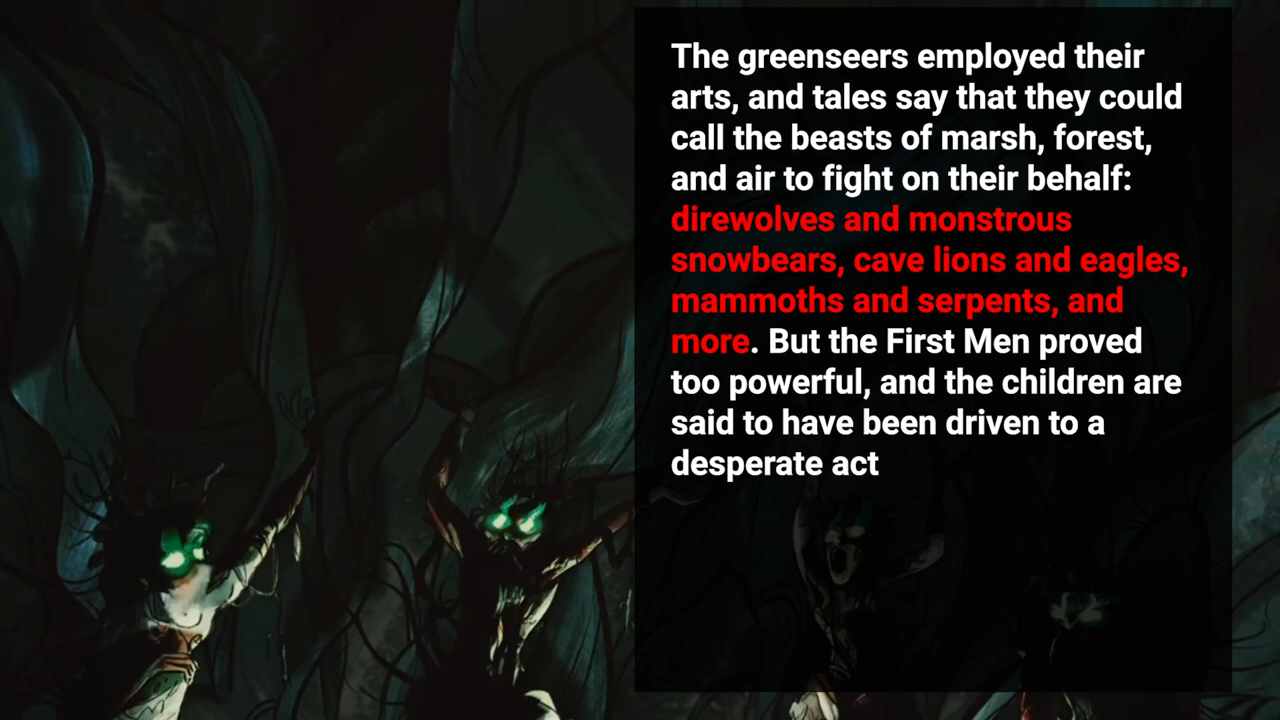 The greenseers employed their
arts, and tales say that they could
call the beasts of marsh, forest,
and air to fight on their behalf:
direwolves and monstrous
snowbears, cave lions and eagles,
mammoths and serpents, and
more. But the First Men proved
too powerful, and the children are
said to have been driven to a
desperate act